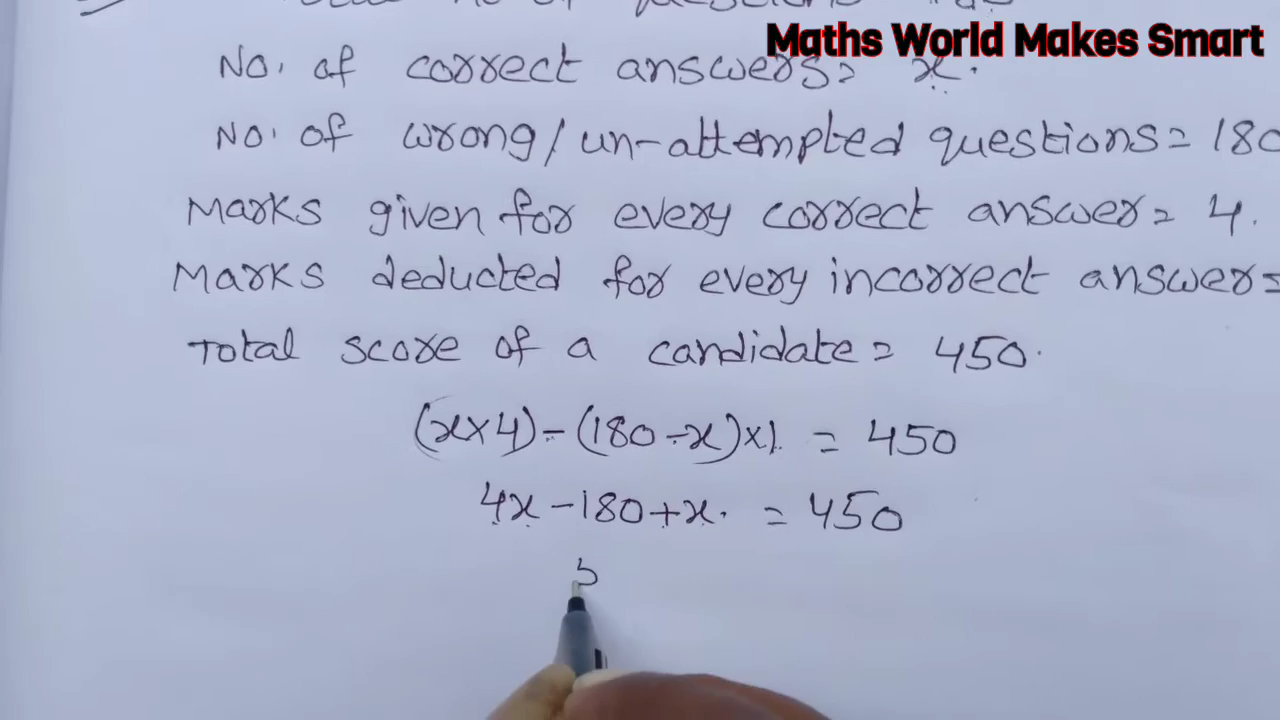 Maths World Makes Smart
No. of correct answers = x.
No. of wrong/un-attempted questions = 180
Marks given for every correct answer = 4.
Marks deducted for every incorrect answer =
Total score of a candidate = 450.
(x×4) - (180-x)×1 = 450
4x - 180 + x. = 450
5